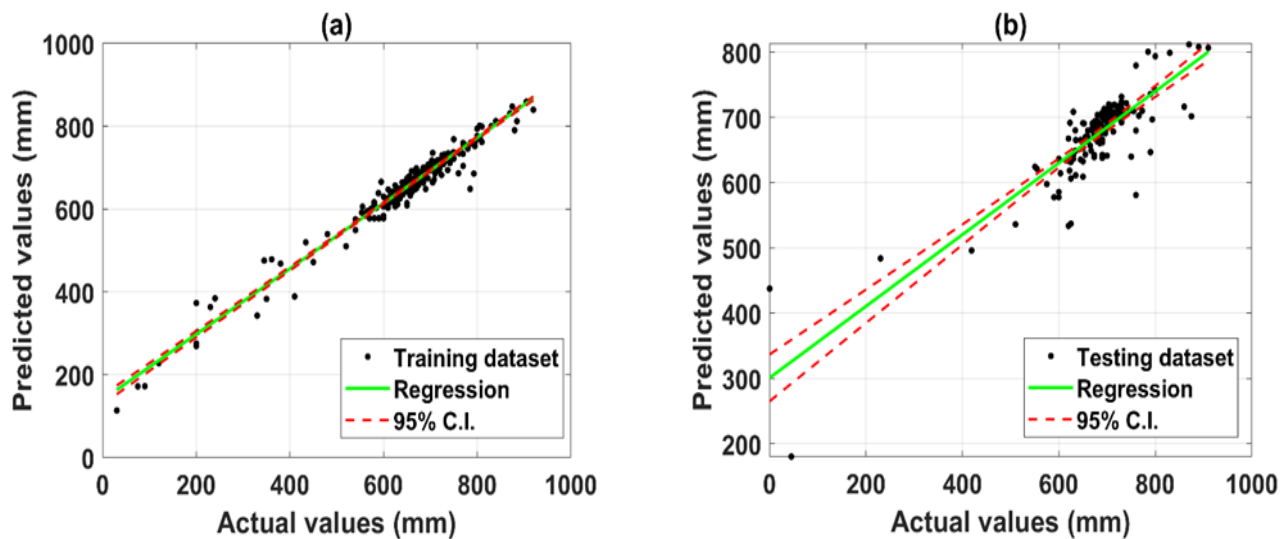 (a)
1000
800
600
400
200
0
Predicted values (mm)
Training dataset
Regression
95% C.I.
0 200 400 600 800 1000
Actual values (mm)
(b)
800
700
600
500
400
300
200
Predicted values (mm)
Testing dataset
Regression
95% C.I.
0 200 400 600 800 1000
Actual values (mm)